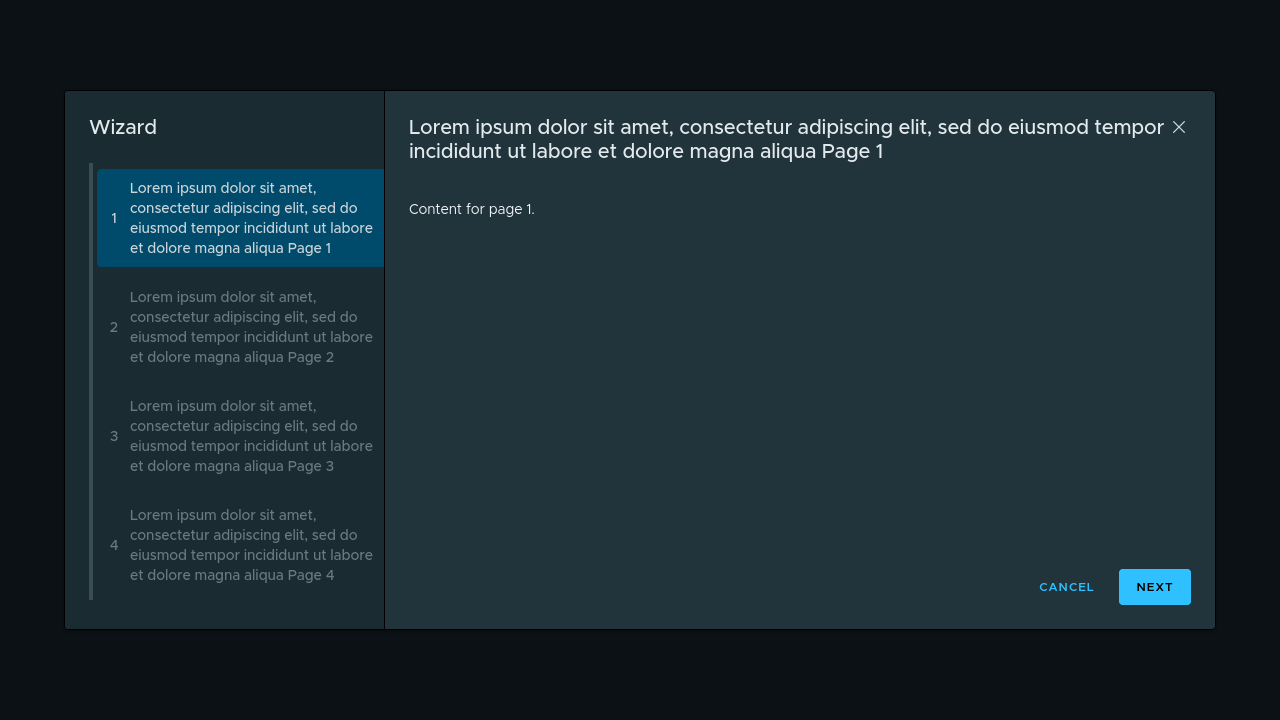 Wizard
1
Lorem ipsum dolor sit amet,
consectetur adipiscing elit, sed do
eiusmod tempor incididunt ut labore
et dolore magna aliqua Page 1
2
Lorem ipsum dolor sit amet,
consectetur adipiscing elit, sed do
eiusmod tempor incididunt ut labore
et dolore magna aliqua Page 2
3
Lorem ipsum dolor sit amet,
consectetur adipiscing elit, sed do
eiusmod tempor incididunt ut labore
et dolore magna aliqua Page 3
4
Lorem ipsum dolor sit amet,
consectetur adipiscing elit, sed do
eiusmod tempor incididunt ut labore
et dolore magna aliqua Page 4
Lorem ipsum dolor sit amet, consectetur adipiscing elit, sed do eiusmod tempor
incididunt ut labore et dolore magna aliqua Page 1
Content for page 1.
CANCEL
NEXT